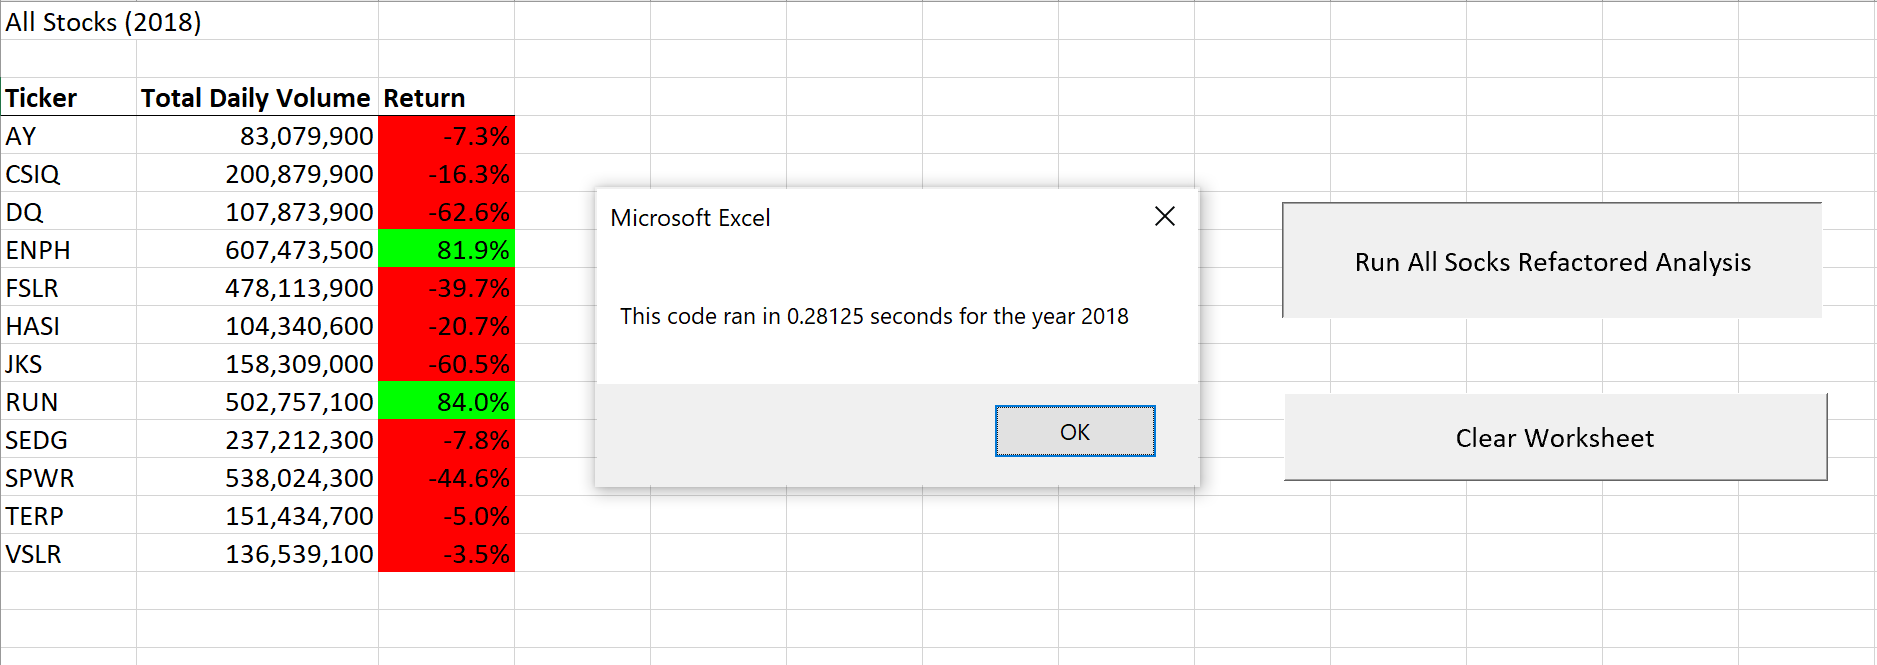 All Stocks (2018)
Ticker Total Daily Volume Return
AY 83,079,900 -7.3%
CSIQ 200,879,900 -16.3%
DQ 107,873,900 -62.6%
ENPH 607,473,500 81.9%
FSLR 478,113,900 -39.7%
HASI 104,340,600 -20.7%
JKS 158,309,000 -60.5%
RUN 502,757,100 84.0%
SEDG 237,212,300 -7.8%
SPWR 538,024,300 -44.6%
TERP 151,434,700 -5.0%
VSLR 136,539,100 -3.5%
Microsoft Excel
This code ran in 0.28125 seconds for the year 2018
OK
Run All Socks Refactored Analysis
Clear Worksheet